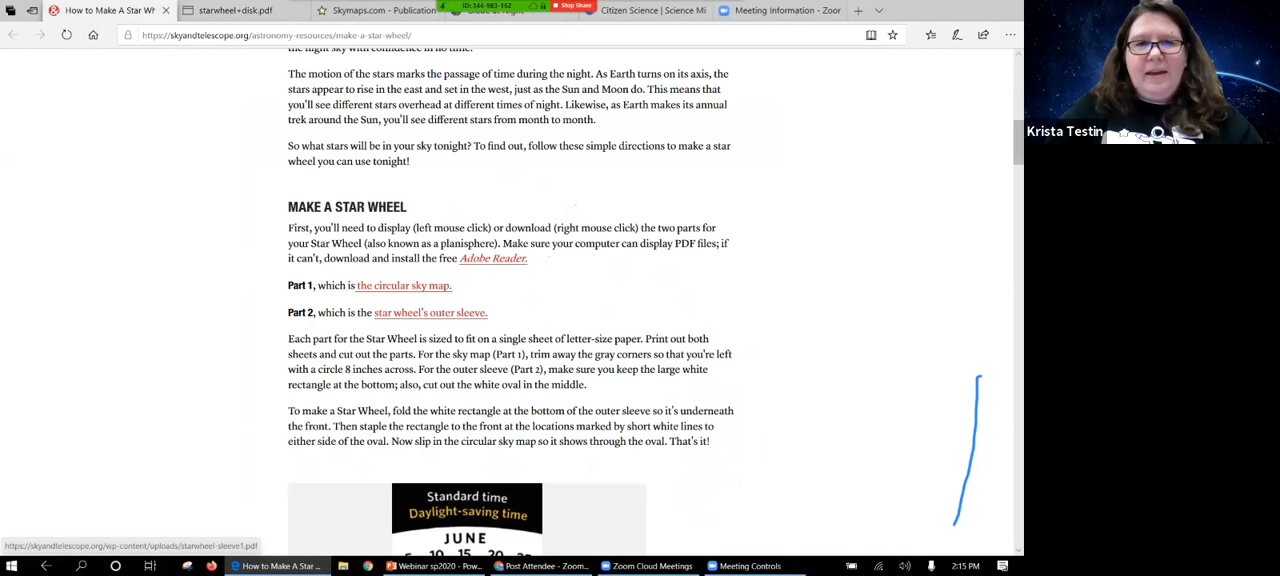 How to Make A Star Wh
starwheel+disk.pdf
Skymaps.com - Publication
ID:344-983-162
Stop Share
Citizen Science | Science Mi
Meeting Information - Zoor
https://skyandtelescope.org/astronomy-resources/make-a-star-wheel/
the night sky with confidence in no time.
The motion of the stars marks the passage of time during the night. As Earth turns on its axis, the
stars appear to rise in the east and set in the west, just as the Sun and Moon do. This means that
you'll see different stars overhead at different times of night. Likewise, as Earth makes its annual
trek around the Sun, you'll see different stars from month to month.
So what stars will be in your sky tonight? To find out, follow these simple directions to make a star
wheel you can use tonight!
MAKE A STAR WHEEL
First, you'll need to display (left mouse click) or download (right mouse click) the two parts for
your Star Wheel (also known as a planisphere). Make sure your computer can display PDF files; if
it can't, download and install the free Adobe Reader.
Part 1, which is the circular sky map.
Part 2, which is the star wheel's outer sleeve.
Each part for the Star Wheel is sized to fit on a single sheet of letter-size paper. Print out both
sheets and cut out the parts. For the sky map (Part 1), trim away the gray corners so that you're left
with a circle 8 inches across. For the outer sleeve (Part 2), make sure you keep the large white
rectangle at the bottom; also, cut out the white oval in the middle.
To make a Star Wheel, fold the white rectangle at the bottom of the outer sleeve so it's underneath
the front. Then staple the rectangle to the front at the locations marked by short white lines to
either side of the oval. Now slip in the circular sky map so it shows through the oval. That's it!
Standard time
Daylight-saving time
JUNE
10 15 20
https://skyandtelescope.org/wp-content/uploads/starwheel-sleeve1.pdf
How to Make A Star ...
Webinar sp2020 - Pow...
Post Attendee - Zoom...
Zoom Cloud Meetings
Meeting Controls
2:15 PM
Krista Testin